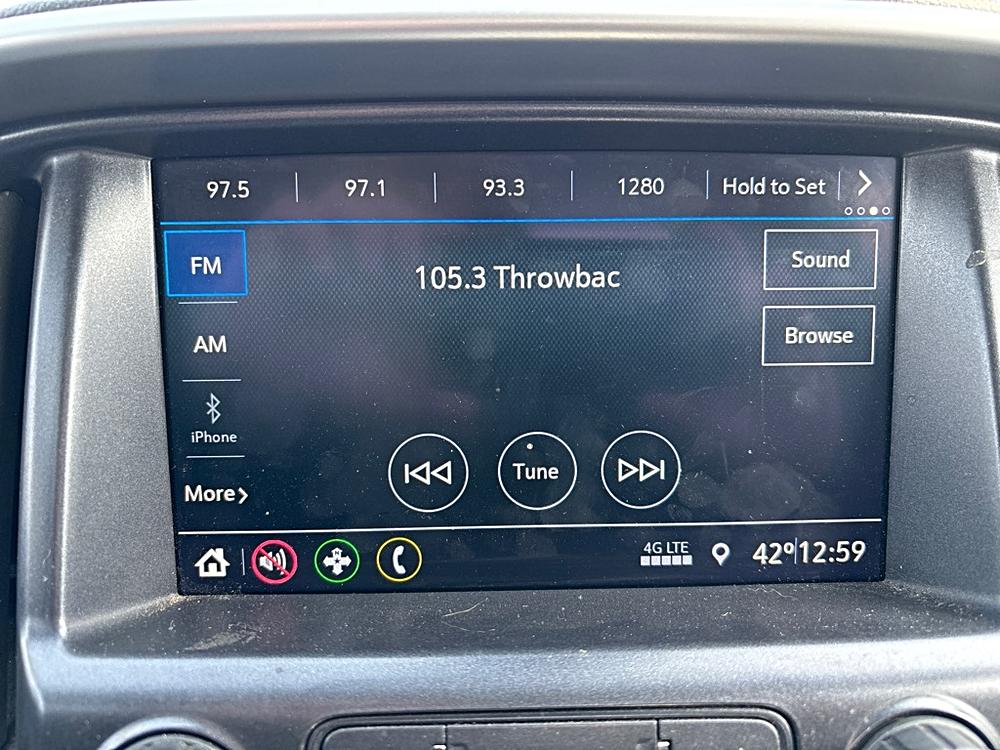 97.5 97.1 93.3 1280 Hold to Set
FM
105.3 Throwbac
Sound
AM
Browse
iPhone
Tune
More
4G LTE
42° 12:59